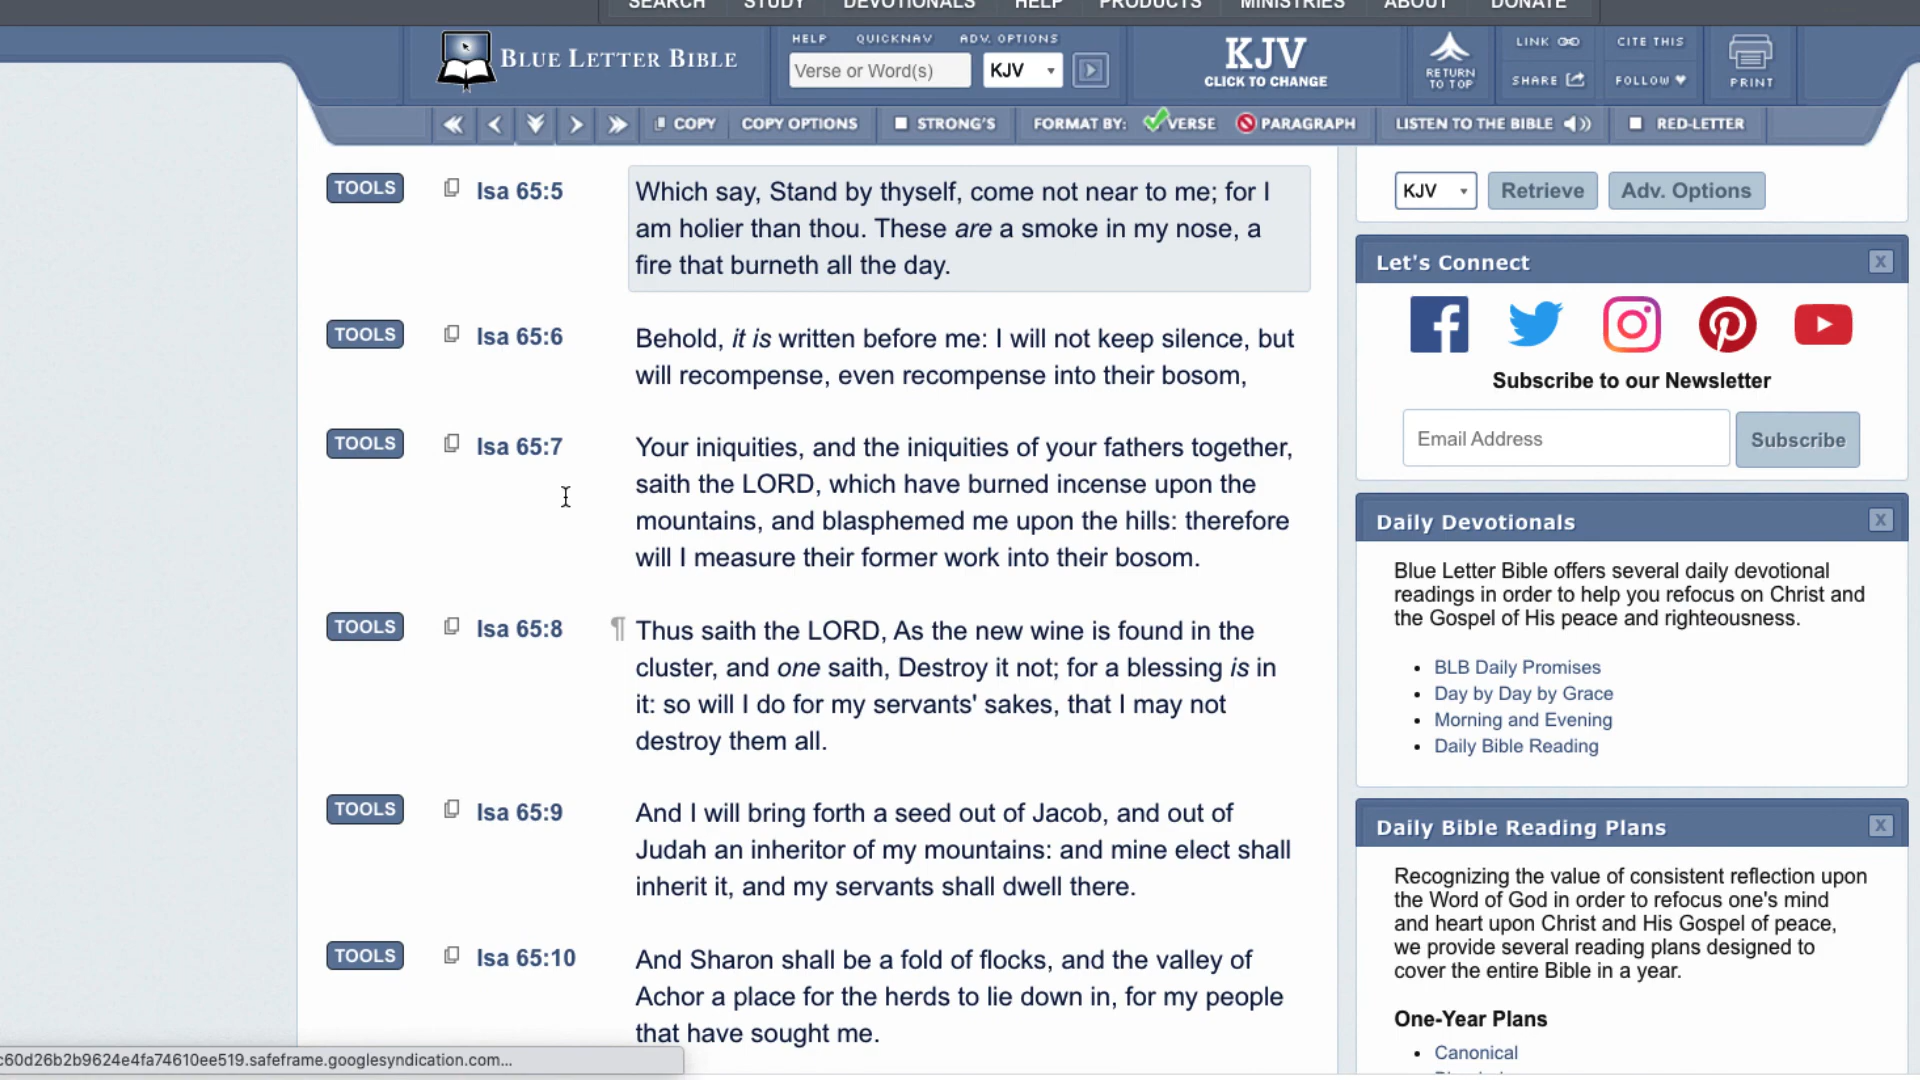 SEARCH STUDY DEVOTIONALS HELP PRODUCTS MINISTRIES ABOUT DONATE
BLUE LETTER BIBLE
HELP QUICKNAV ADV. OPTIONS
Verse or Word(s) KJV
KJV
CLICK TO CHANGE
RETURN
TO TOP
LINK
SHARE
CITE THIS
FOLLOW
PRINT
COPY COPY OPTIONS STRONG'S FORMAT BY: VERSE PARAGRAPH LISTEN TO THE BIBLE RED-LETTER
TOOLS Isa 65:5
Which say, Stand by thyself, come not near to me; for I
am holier than thou. These are a smoke in my nose, a
fire that burneth all the day.
TOOLS Isa 65:6
Behold, it is written before me: I will not keep silence, but
will recompense, even recompense into their bosom,
TOOLS Isa 65:7
Your iniquities, and the iniquities of your fathers together,
saith the LORD, which have burned incense upon the
mountains, and blasphemed me upon the hills: therefore
will I measure their former work into their bosom.
TOOLS Isa 65:8
¶ Thus saith the LORD, As the new wine is found in the
cluster, and one saith, Destroy it not; for a blessing is in
it: so will I do for my servants' sakes, that I may not
destroy them all.
TOOLS Isa 65:9
And I will bring forth a seed out of Jacob, and out of
Judah an inheritor of my mountains: and mine elect shall
inherit it, and my servants shall dwell there.
TOOLS Isa 65:10
And Sharon shall be a fold of flocks, and the valley of
Achor a place for the herds to lie down in, for my people
that have sought me.
KJV Retrieve Adv. Options
Let's Connect X
Subscribe to our Newsletter
Email Address Subscribe
Daily Devotionals X
Blue Letter Bible offers several daily devotional
readings in order to help you refocus on Christ and
the Gospel of His peace and righteousness.
BLB Daily Promises
Day by Day by Grace
Morning and Evening
Daily Bible Reading
Daily Bible Reading Plans X
Recognizing the value of consistent reflection upon
the Word of God in order to refocus one's mind
and heart upon Christ and His Gospel of peace,
we provide several reading plans designed to
cover the entire Bible in a year.
One-Year Plans
Canonical
c60d26b2b9624e4fa74610ee519.safeframe.googlesyndication.com...